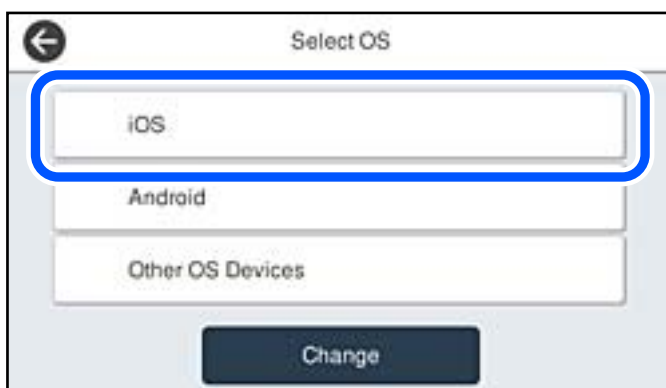 Select OS
iOS
Android
Other OS Devices
Change